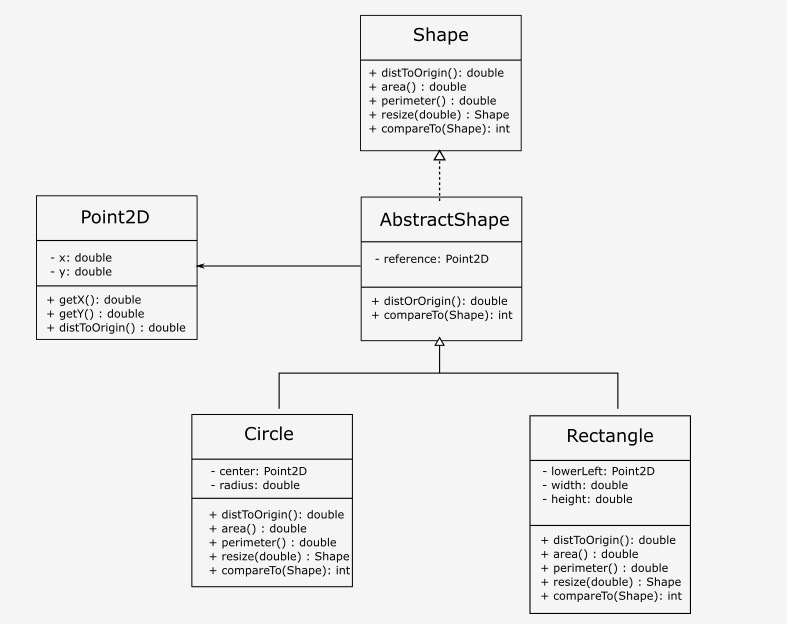 Shape
+ distToOrigin(): double
+ area() : double
+ perimeter() : double
+ resize(double) : Shape
+ compareTo(Shape): int
Point2D
- x: double
- y: double
+ getX(): double
+ getY() : double
+ distToOrigin() : double
AbstractShape
- reference: Point2D
+ distOrOrigin(): double
+ compareTo(Shape): int
Circle
- center: Point2D
- radius: double
+ distToOrigin(): double
+ area() : double
+ perimeter() : double
+ resize(double) : Shape
+ compareTo(Shape): int
Rectangle
- lowerLeft: Point2D
- width: double
- height: double
+ distToOrigin(): double
+ area() : double
+ perimeter() : double
+ resize(double) : Shape
+ compareTo(Shape): int